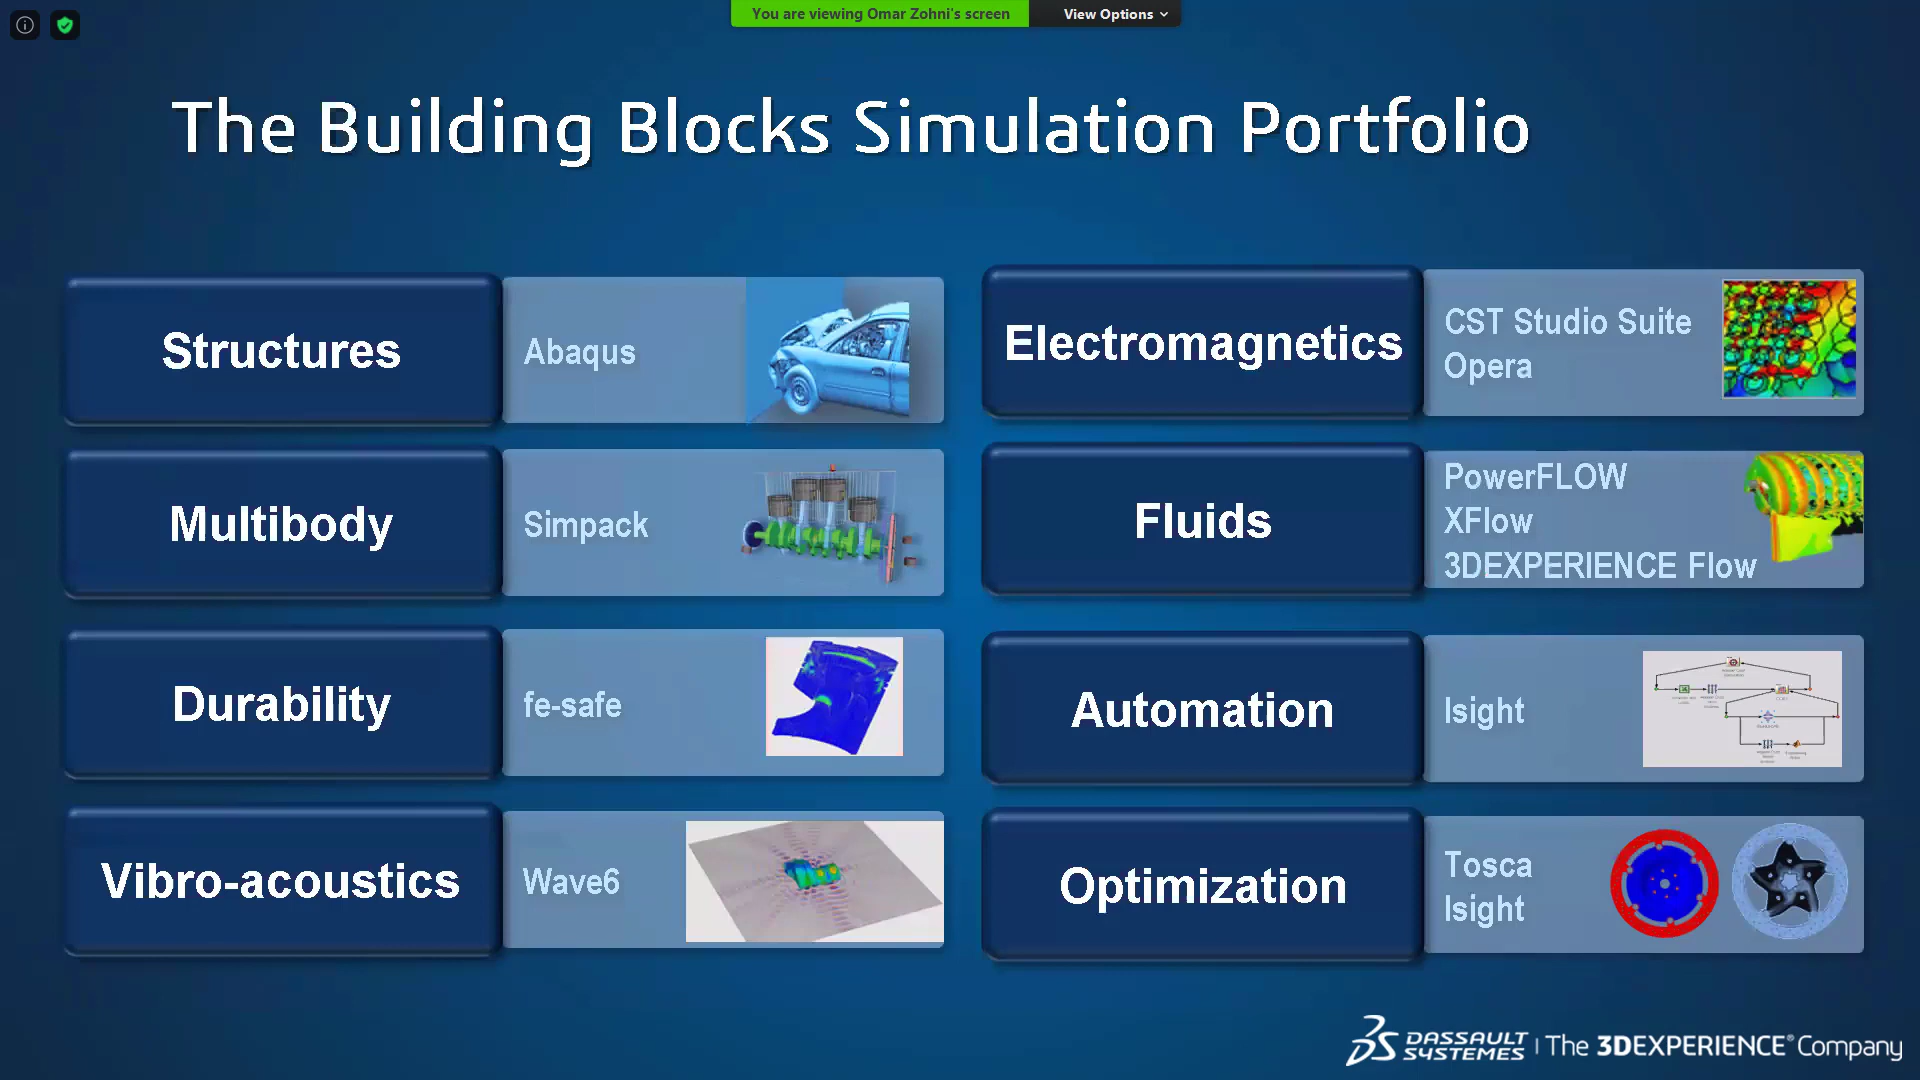 You are viewing Omar Zohni's screen
View Options
The Building Blocks Simulation Portfolio
Structures
Abaqus
Electromagnetics
CST Studio Suite
Opera
Multibody
Simpack
Fluids
PowerFLOW
XFlow
3DEXPERIENCE Flow
Durability
fe-safe
Automation
Isight
Vibro-acoustics
Wave6
Optimization
Tosca
Isight
DASSAULT
SYSTEMES
The 3DEXPERIENCE® Company